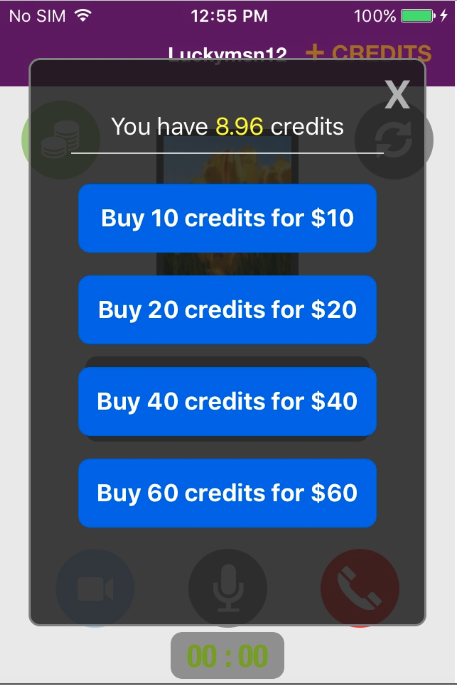 No SIM 12:55 PM 100%
Luckymsn12 + CREDITS
X
You have 8.96 credits
Buy 10 credits for $10
Buy 20 credits for $20
Buy 40 credits for $40
Buy 60 credits for $60
00:00